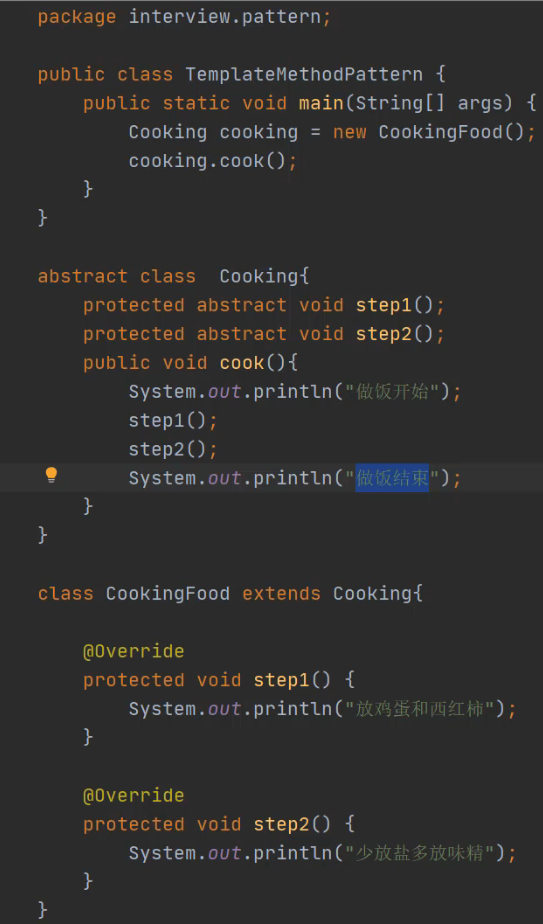 package interview.pattern;
public class TemplateMethodPattern {
public static void main(String[] args) {
Cooking cooking = new CookingFood();
cooking.cook();
}
}
abstract class  Cooking{
protected abstract void step1();
protected abstract void step2();
public void cook(){
System.out.println("做饭开始");
step1();
step2();
System.out.println("做饭结束");
}
}
class CookingFood extends Cooking{
@Override
protected void step1() {
System.out.println("放鸡蛋和西红柿");
}
@Override
protected void step2() {
System.out.println("少放盐多放味精");
}
}